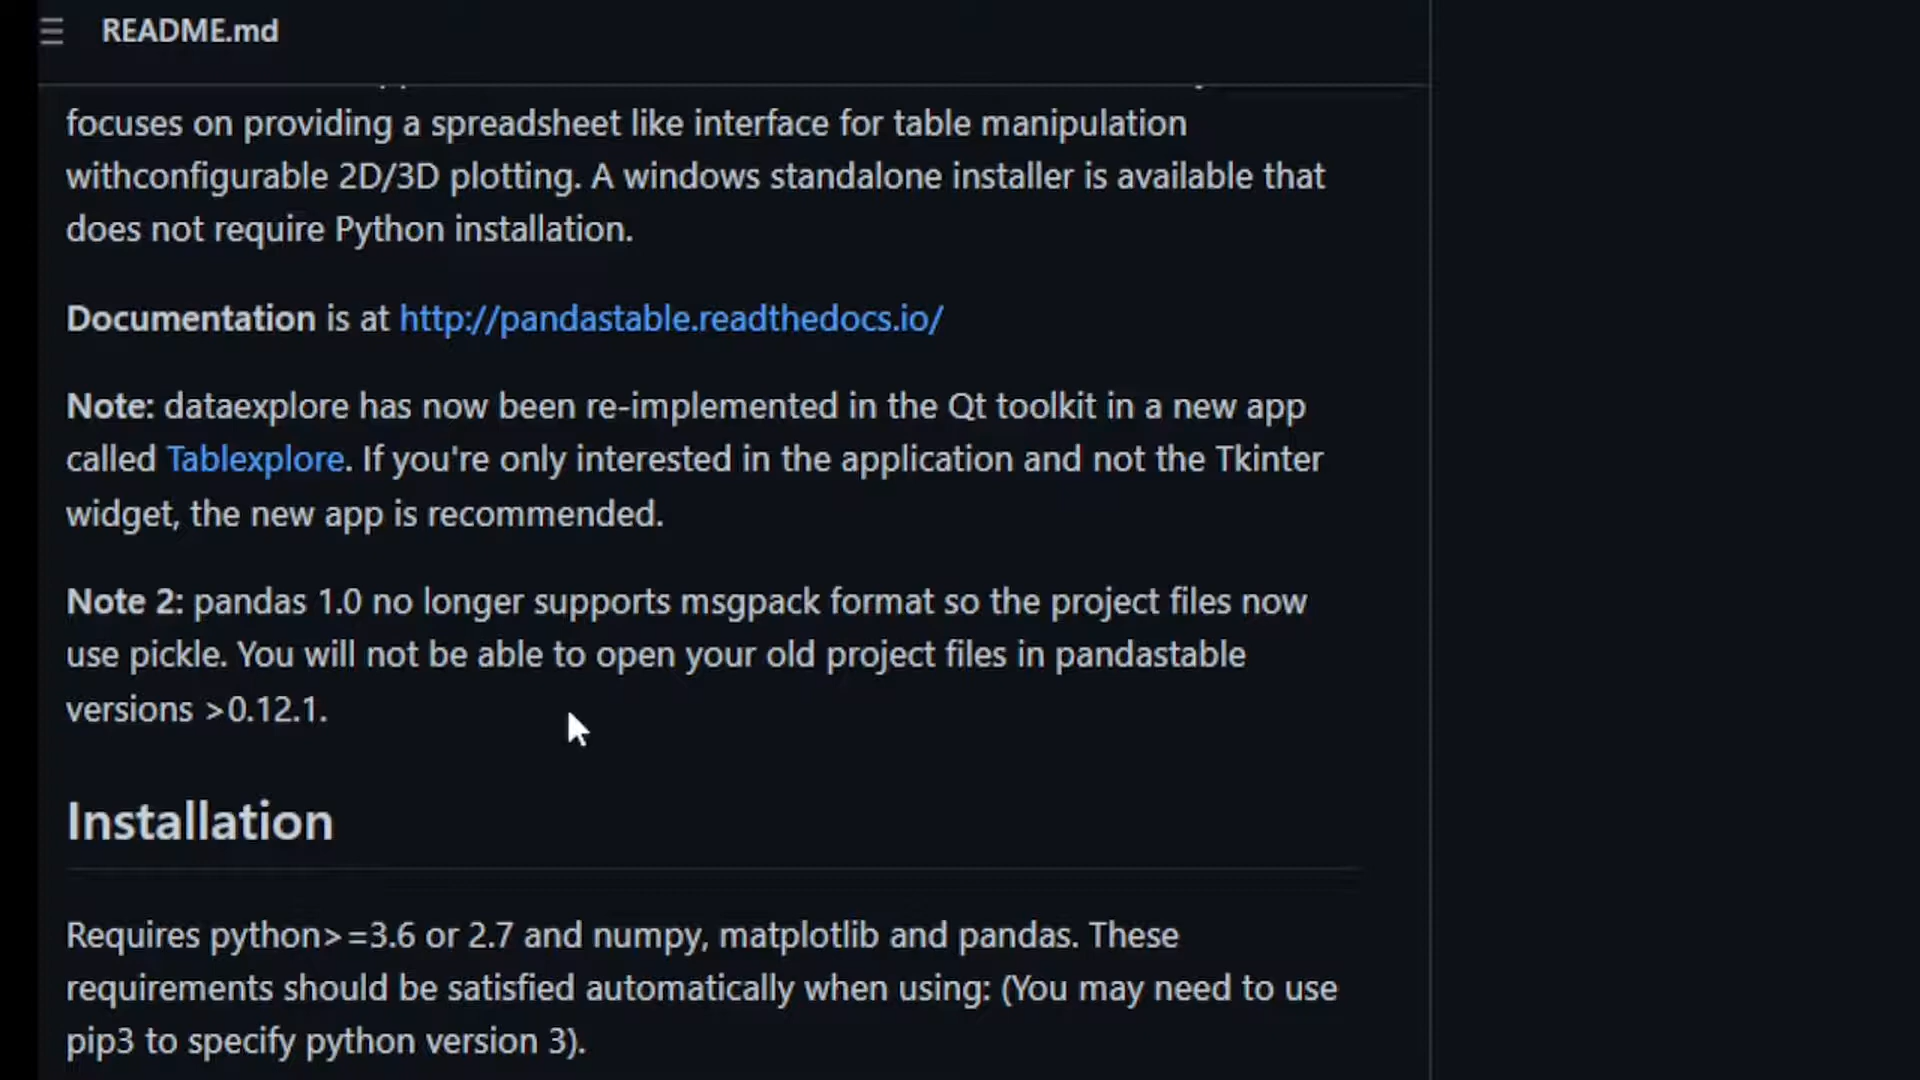 README.md
focuses on providing a spreadsheet like interface for table manipulation
withconfigurable 2D/3D plotting. A windows standalone installer is available that
does not require Python installation.
Documentation is at http://pandastable.readthedocs.io/
Note: dataexplore has now been re-implemented in the Qt toolkit in a new app
called Tablexplore. If you're only interested in the application and not the Tkinter
widget, the new app is recommended.
Note 2: pandas 1.0 no longer supports msgpack format so the project files now
use pickle. You will not be able to open your old project files in pandastable
versions >0.12.1.
Installation
Requires python>=3.6 or 2.7 and numpy, matplotlib and pandas. These
requirements should be satisfied automatically when using: (You may need to use
pip3 to specify python version 3).